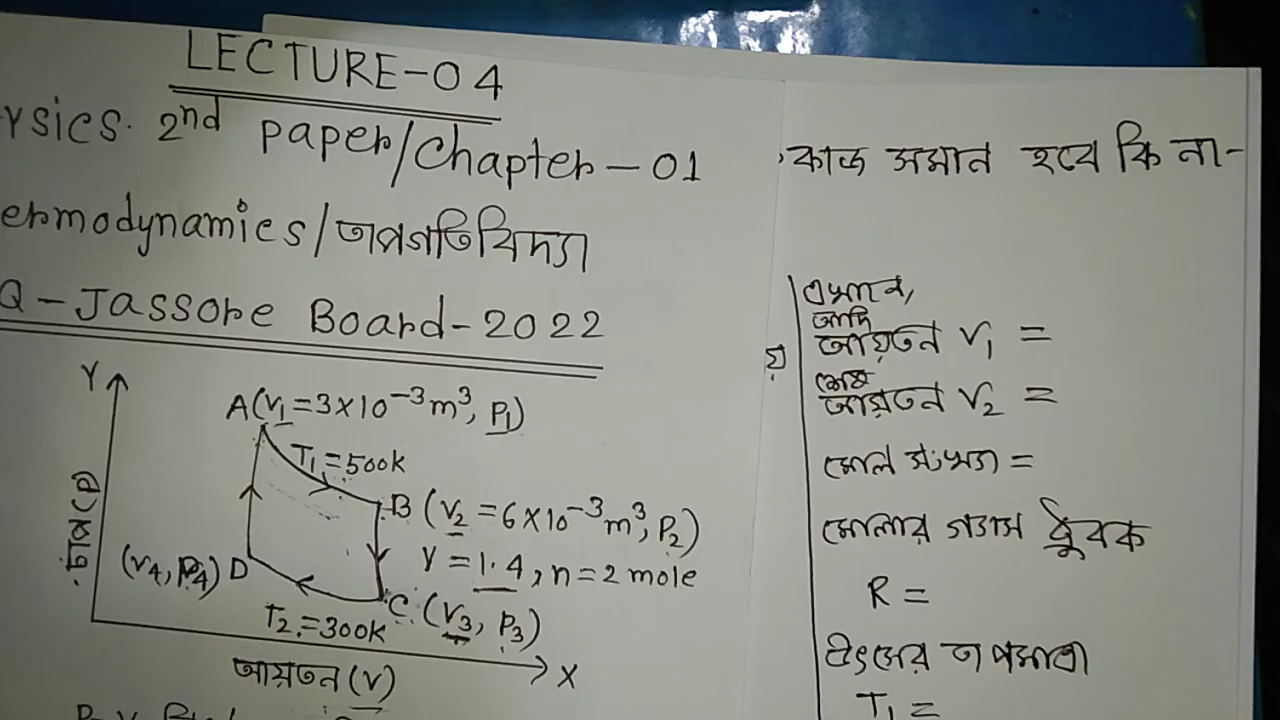 LECTURE-04
ysics. 2nd paper/Chapter-01
ermodynamics/তাপগতিবিদ্যা
Q-Jassore Board-2022
Y
চাপ(P)
A(V₁=3×10⁻³m³, P₁)
T₁=500k
B (V₂=6×10⁻³m³, P₂)
γ=1.4, n=2 mole
(V₄, P₄) D
C (V₃, P₃)
T₂=300k
আয়তন (V)
X
কাজ সমান হবে কি না-
ঘ
এখানে,
আদি
আয়তন V₁ =
শেষ
আয়তন V₂ =
মোল সংখ্যা =
মোলার গ্যাস ধ্রুবক
R =
উৎসের তাপমাত্রা
T₁ =